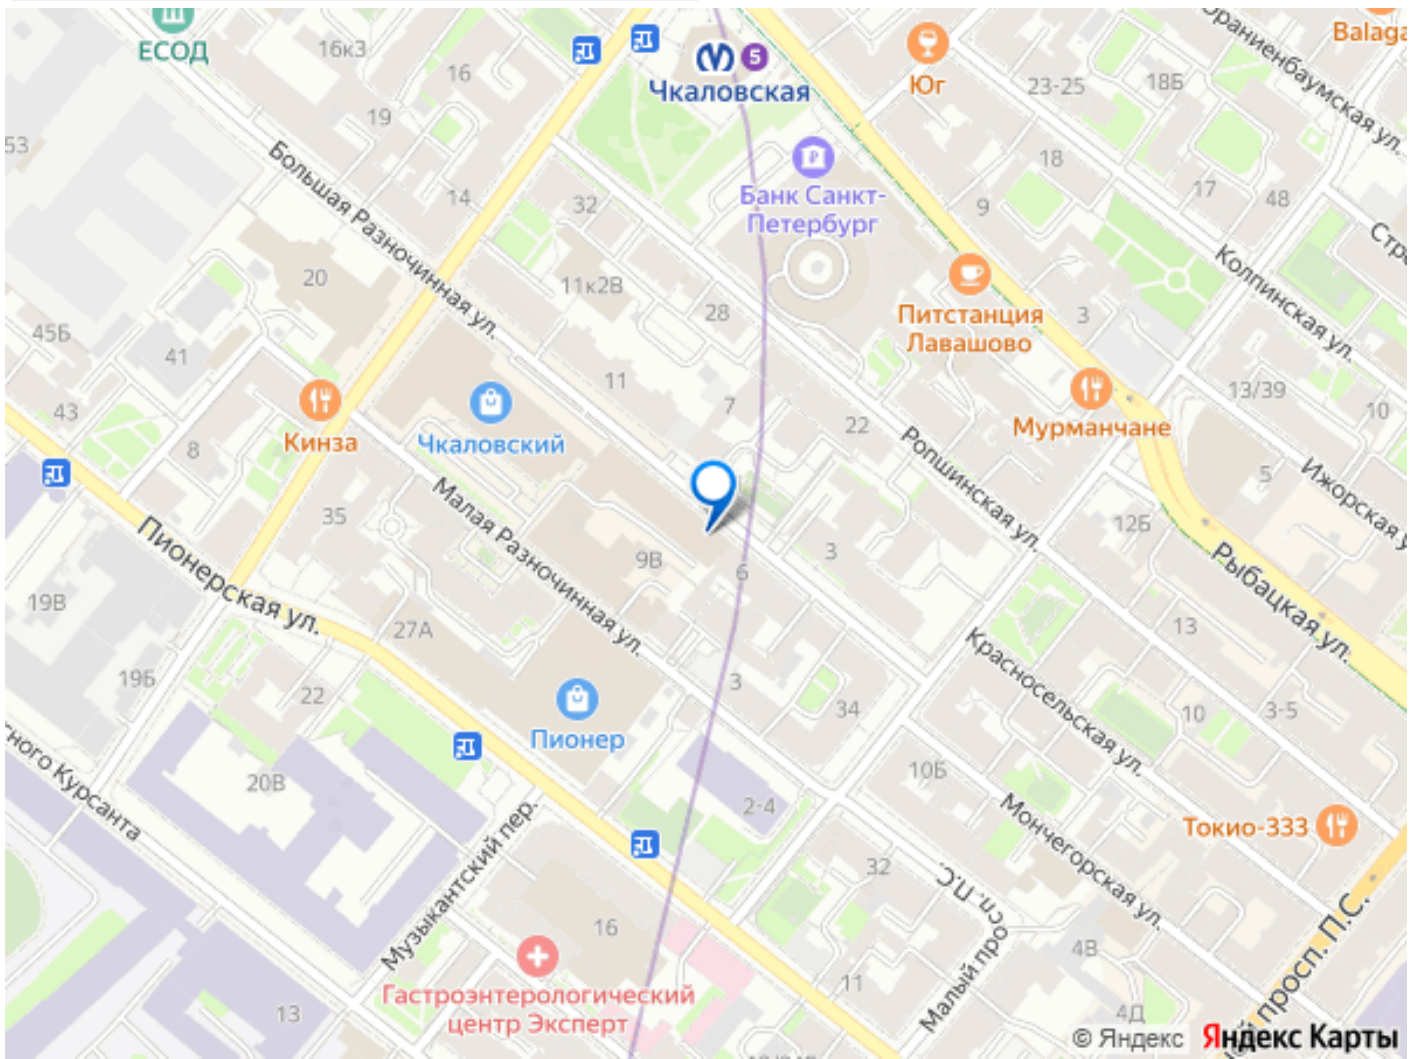 ЕСОД
16к3
16
19
53
5
Чкаловская
Юг
Balaga
Ораниенбаумская ул.
23-25
18Б
18
17
48
9
Банк Санкт-
Петербург
Большая Разночинная ул.
14
32
20
11к2В
28
Питстанция
Лавашово
3
Колпинская ул.
45Б
41
43
8
Кинза
Чкаловский
11
7
22
Мурманчане
13/39
10
5
Ижорская у
Ропшинская ул.
12Б
Рыбацкая ул.
35
Малая Разночинная ул.
9В
6
3
Пионерская ул.
19В
27А
19Б
22
3
34
13
10
3-5
Красносельская ул.
Пионер
20В
сного Курсанта
2-4
10Б
Мончегорская ул.
Токио-333
Музыкантский пер.
32
Малый просп. П.С.
16
4В
Гастроэнтерологический
центр Эксперт
13
11
4Д
й просп. П.С.
© Яндекс Яндекс Карты